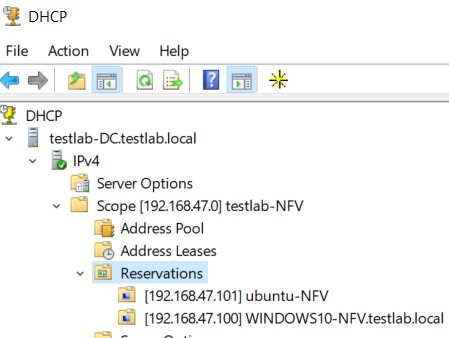 DHCP
File Action View Help
DHCP
testlab-DC.testlab.local
IPv4
Server Options
Scope [192.168.47.0] testlab-NFV
Address Pool
Address Leases
Reservations
[192.168.47.101] ubuntu-NFV
[192.168.47.100] WINDOWS10-NFV.testlab.local